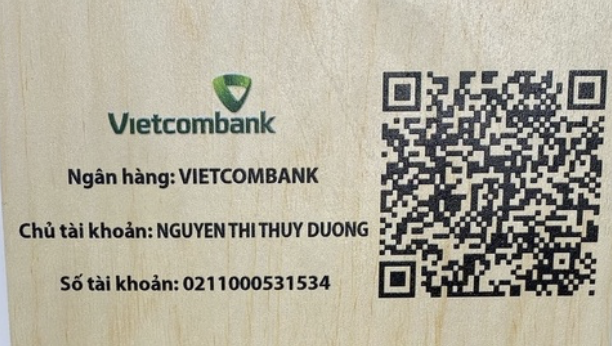 Vietcombank
Ngân hàng: VIETCOMBANK
Chủ tài khoản: NGUYEN THI THUY DUONG
Số tài khoản: 0211000531534